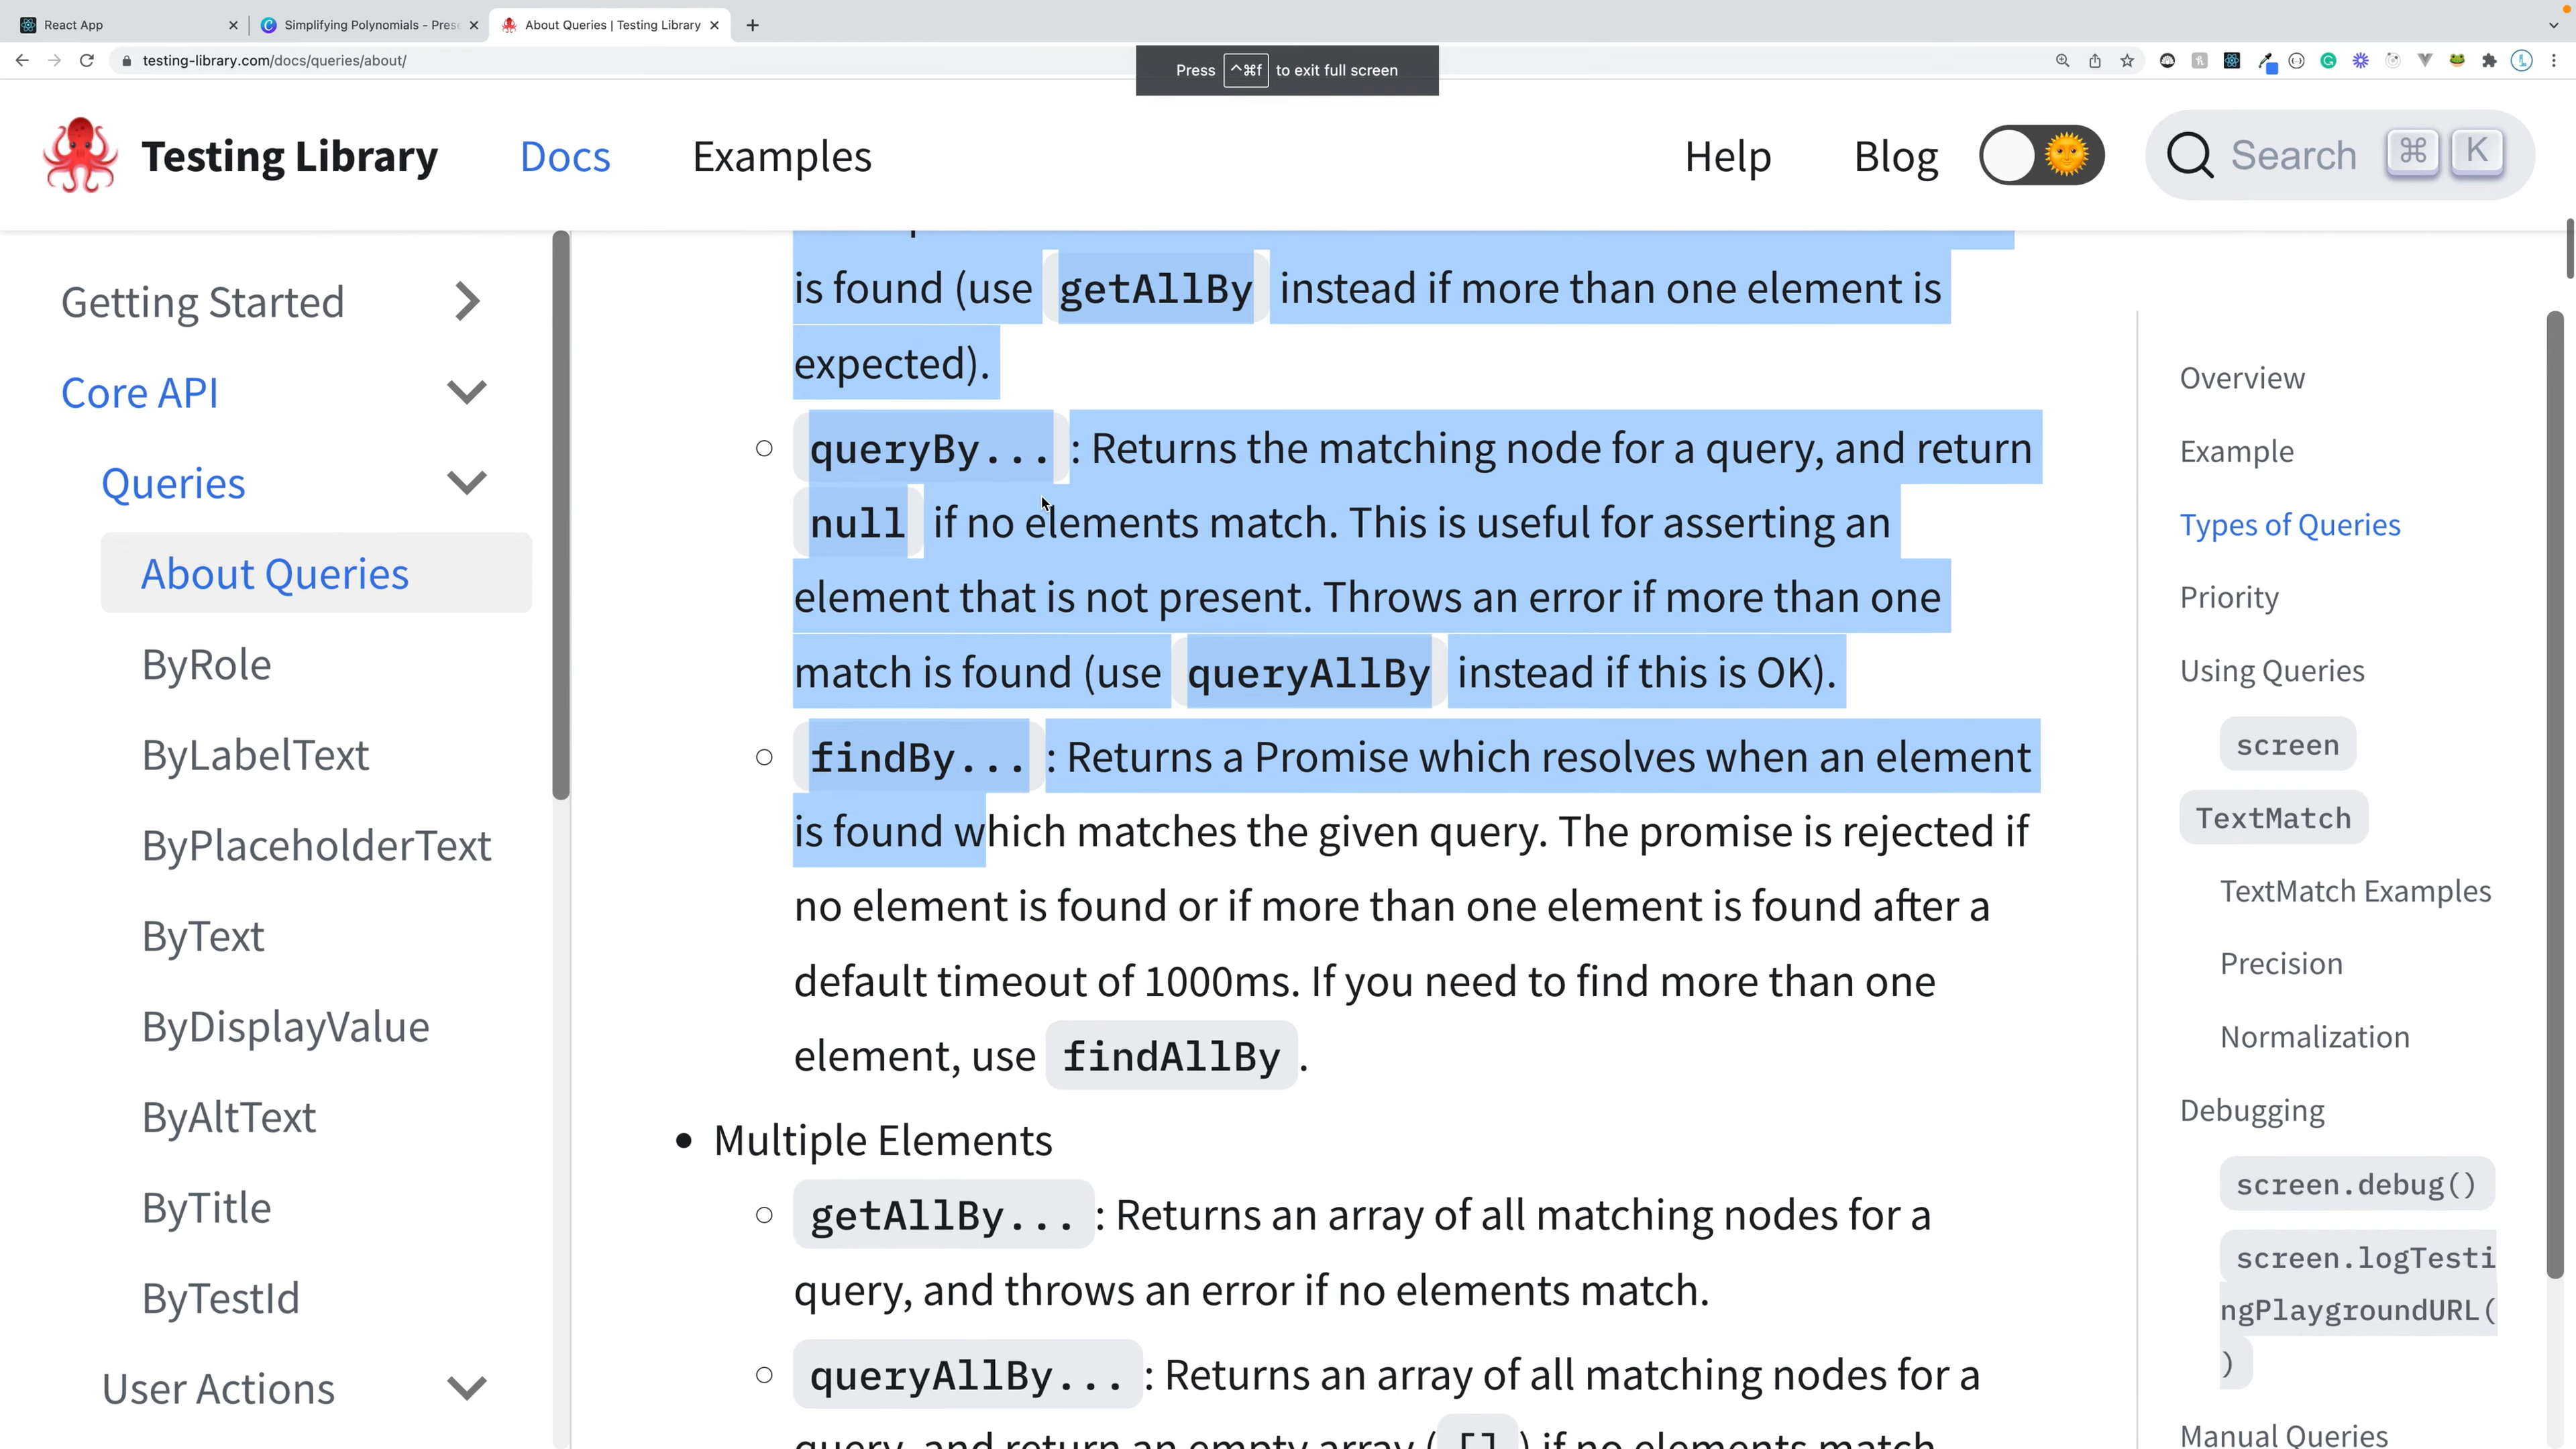 React App
Simplifying Polynomials - Pres
About Queries | Testing Library
testing-library.com/docs/queries/about/
Press ^⌘f to exit full screen
Testing Library
Docs
Examples
Help
Blog
Search ⌘ K
Getting Started
Core API
Queries
About Queries
ByRole
ByLabelText
ByPlaceholderText
ByText
ByDisplayValue
ByAltText
ByTitle
ByTestId
User Actions
is found (use getAllBy instead if more than one element is
expected).
queryBy... : Returns the matching node for a query, and return
null if no elements match. This is useful for asserting an
element that is not present. Throws an error if more than one
match is found (use queryAllBy instead if this is OK).
findBy... : Returns a Promise which resolves when an element
is found which matches the given query. The promise is rejected if
no element is found or if more than one element is found after a
default timeout of 1000ms. If you need to find more than one
element, use findAllBy .
Multiple Elements
getAllBy... : Returns an array of all matching nodes for a
query, and throws an error if no elements match.
queryAllBy... : Returns an array of all matching nodes for a
query, and return an empty array ( [] ) if no elements match.
Overview
Example
Types of Queries
Priority
Using Queries
screen
TextMatch
TextMatch Examples
Precision
Normalization
Debugging
screen.debug()
screen.logTesti
ngPlaygroundURL(
)
Manual Queries